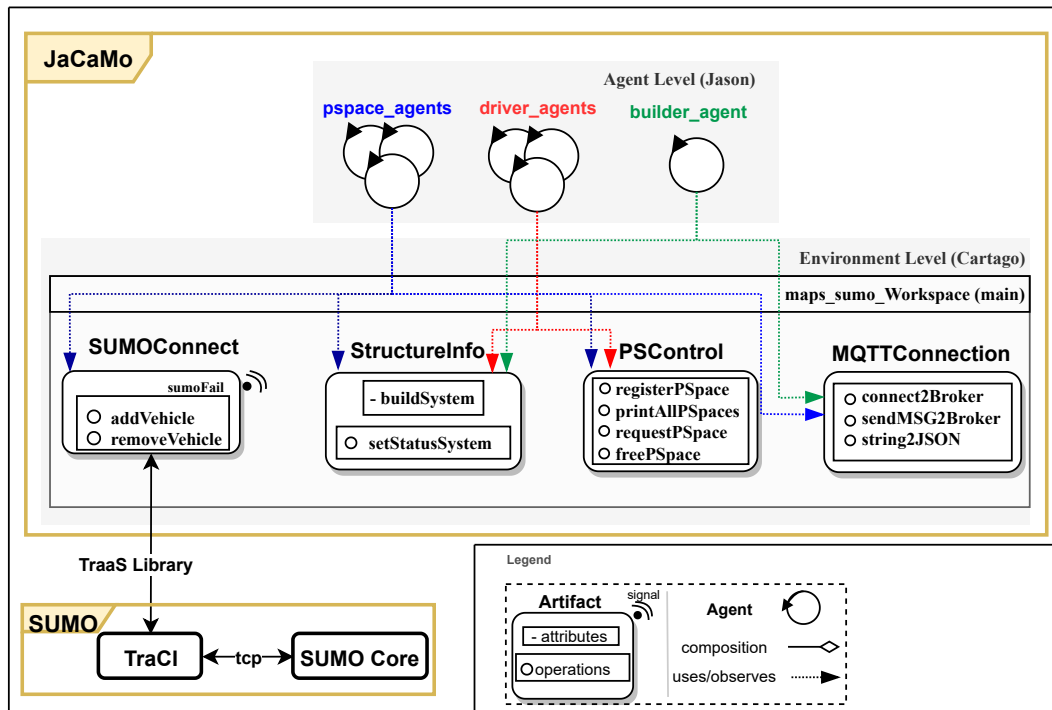 JaCaMo
Agent Level (Jason)
pspace_agents
driver_agents
builder_agent
Environment Level (Cartago)
maps_sumo_Workspace (main)
SUMOConnect
sumoFail
addVehicle
removeVehicle
StructureInfo
- buildSystem
setStatusSystem
PSControl
registerPSpace
printAllPSpaces
requestPSpace
freePSpace
MQTTConnection
connect2Broker
sendMSG2Broker
string2JSON
TraaS Library
SUMO
TraCI
tcp
SUMO Core
Legend
Artifact
signal
- attributes
operations
Agent
composition
uses/observes